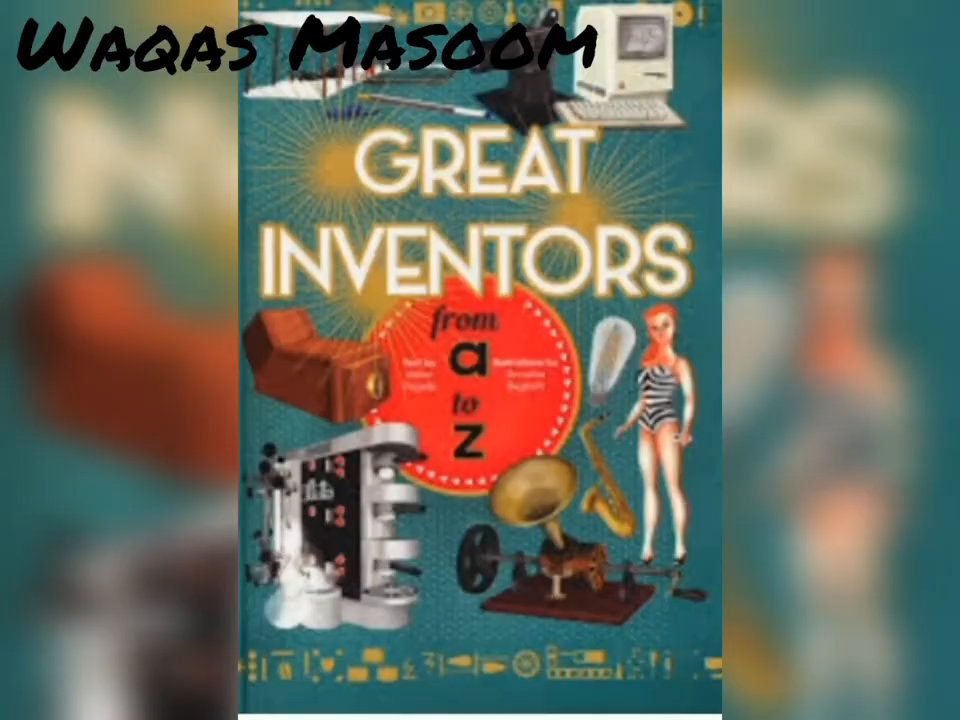 Waqas Masoom
GREAT
INVENTORS
from
a
to
z